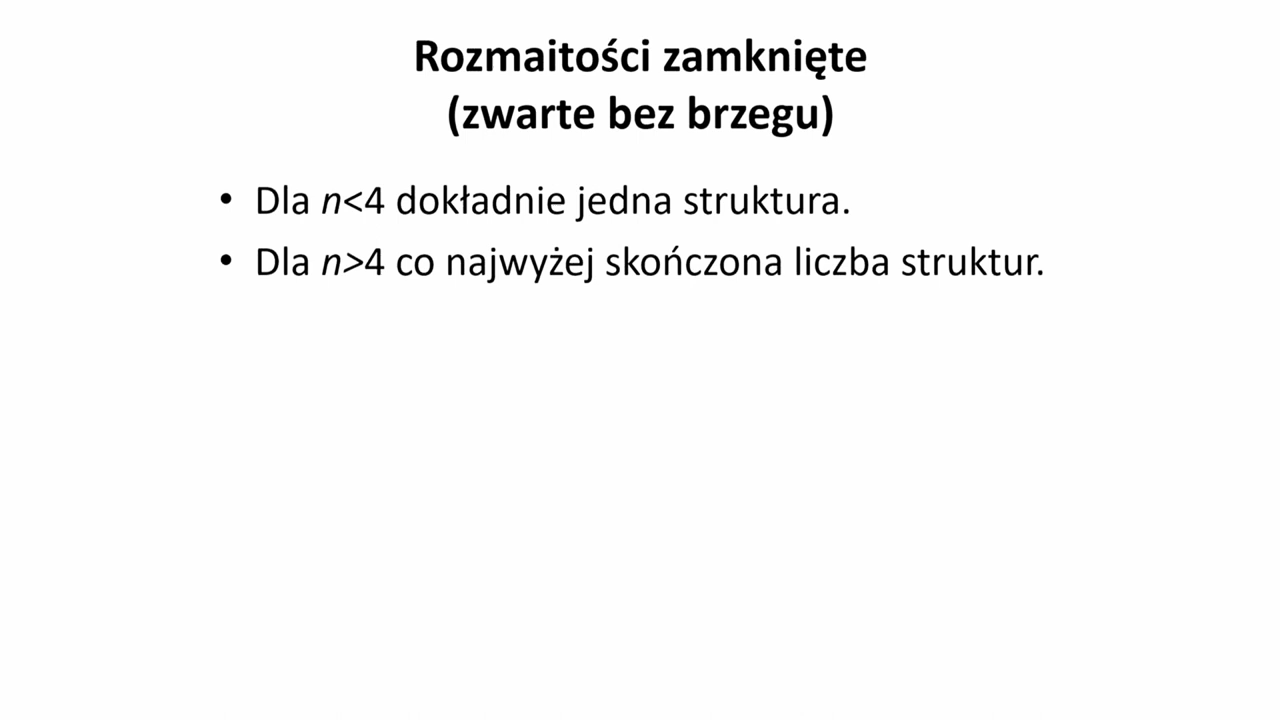 Rozmaitości zamknięte
(zwarte bez brzegu)
• Dla n<4 dokładnie jedna struktura.
• Dla n>4 co najwyżej skończona liczba struktur.